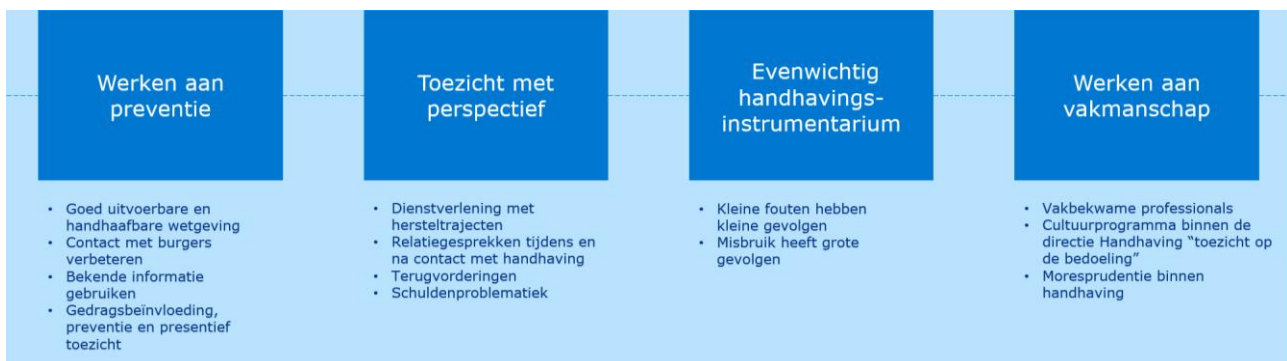 Werken aan
preventie
• Goed uitvoerbare en
handhaafbare wetgeving
• Contact met burgers
verbeteren
• Bekende informatie
gebruiken
• Gedragsbeïnvloeding,
preventie en presentief
toezicht
Toezicht met
perspectief
• Dienstverlening met
hersteltrajecten
• Relatiegesprekken tijdens en
na contact met handhaving
• Terugvorderingen
• Schuldenproblematiek
Evenwichtig
handhavings-
instrumentarium
• Kleine fouten hebben
kleine gevolgen
• Misbruik heeft grote
gevolgen
Werken aan
vakmanschap
• Vakbekwame professionals
• Cultuurprogramma binnen de
directie Handhaving “toezicht op
de bedoeling”
• Moresprudentie binnen
handhaving